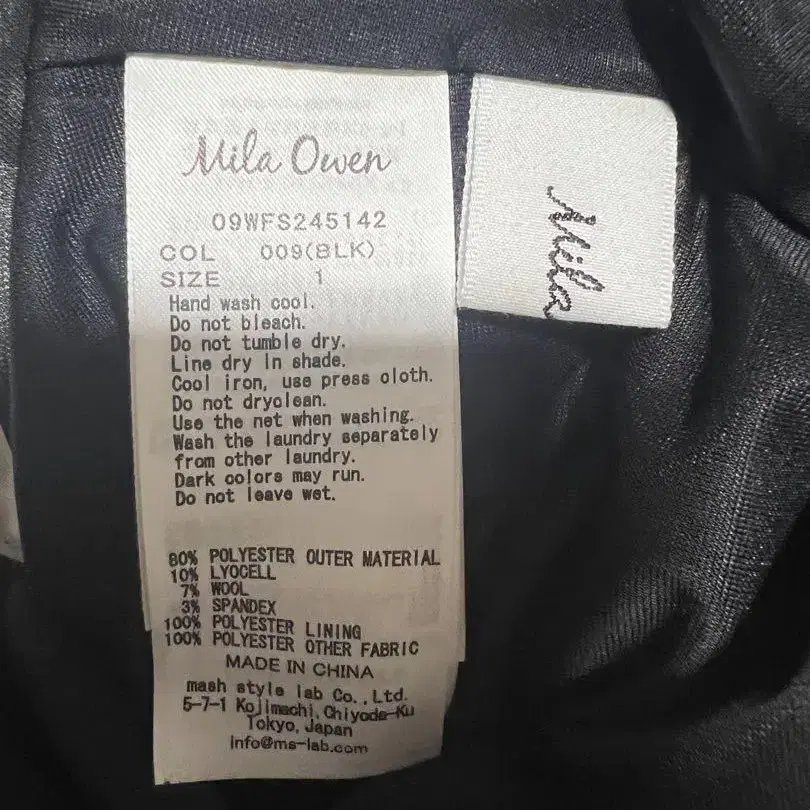 Mila Owen
09WFS245142
COL 009(BLK)
SIZE 1
Hand wash cool.
Do not bleach.
Do not tumble dry.
Line dry in shade.
Cool iron, use press cloth.
Do not dryclean.
Use the net when washing.
Wash the laundry separately
from other laundry.
Dark colors may run.
Do not leave wet.
80% POLYESTER OUTER MATERIAL
10% LYOCELL
7% WOOL
3% SPANDEX
100% POLYESTER LINING
100% POLYESTER OTHER FABRIC
MADE IN CHINA
mash style lab Co., Ltd.
5-7-1 Kojimachi, Chiyoda-Ku
Tokyo, Japan
info@ms-lab.com
Mila